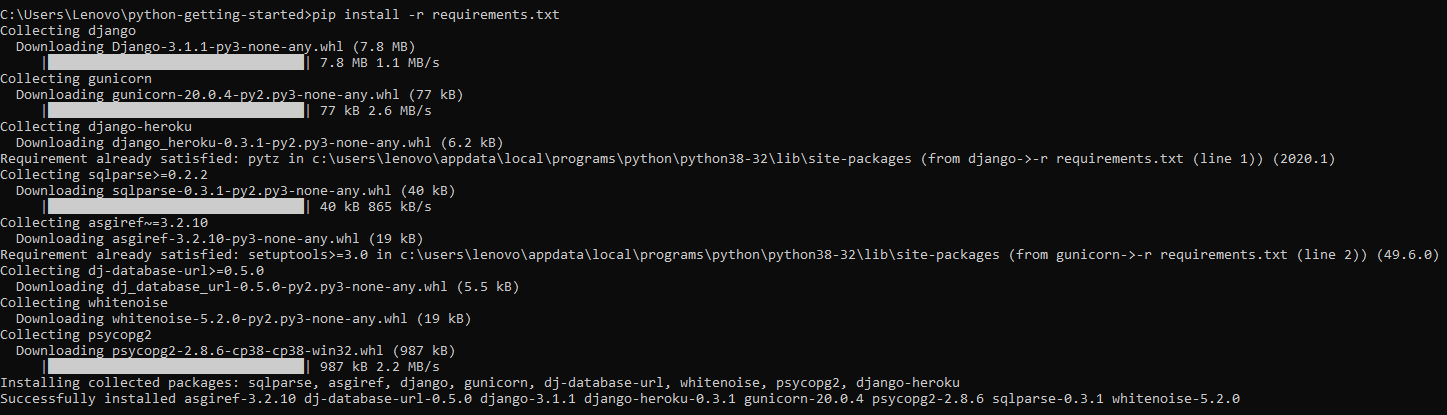 C:\Users\Lenovo\python-getting-started>pip install -r requirements.txt
Collecting django
  Downloading Django-3.1.1-py3-none-any.whl (7.8 MB)
     |████████████████████████████████| 7.8 MB 1.1 MB/s
Collecting gunicorn
  Downloading gunicorn-20.0.4-py2.py3-none-any.whl (77 kB)
     |████████████████████████████████| 77 kB 2.6 MB/s
Collecting django-heroku
  Downloading django_heroku-0.3.1-py2.py3-none-any.whl (6.2 kB)
Requirement already satisfied: pytz in c:\users\lenovo\appdata\local\programs\python\python38-32\lib\site-packages (from django->-r requirements.txt (line 1)) (2020.1)
Collecting sqlparse>=0.2.2
  Downloading sqlparse-0.3.1-py2.py3-none-any.whl (40 kB)
     |████████████████████████████████| 40 kB 865 kB/s
Collecting asgiref~=3.2.10
  Downloading asgiref-3.2.10-py3-none-any.whl (19 kB)
Requirement already satisfied: setuptools>=3.0 in c:\users\lenovo\appdata\local\programs\python\python38-32\lib\site-packages (from gunicorn->-r requirements.txt (line 2)) (49.6.0)
Collecting dj-database-url>=0.5.0
  Downloading dj_database_url-0.5.0-py2.py3-none-any.whl (5.5 kB)
Collecting whitenoise
  Downloading whitenoise-5.2.0-py2.py3-none-any.whl (19 kB)
Collecting psycopg2
  Downloading psycopg2-2.8.6-cp38-cp38-win32.whl (987 kB)
     |████████████████████████████████| 987 kB 2.2 MB/s
Installing collected packages: sqlparse, asgiref, django, gunicorn, dj-database-url, whitenoise, psycopg2, django-heroku
Successfully installed asgiref-3.2.10 dj-database-url-0.5.0 django-3.1.1 django-heroku-0.3.1 gunicorn-20.0.4 psycopg2-2.8.6 sqlparse-0.3.1 whitenoise-5.2.0